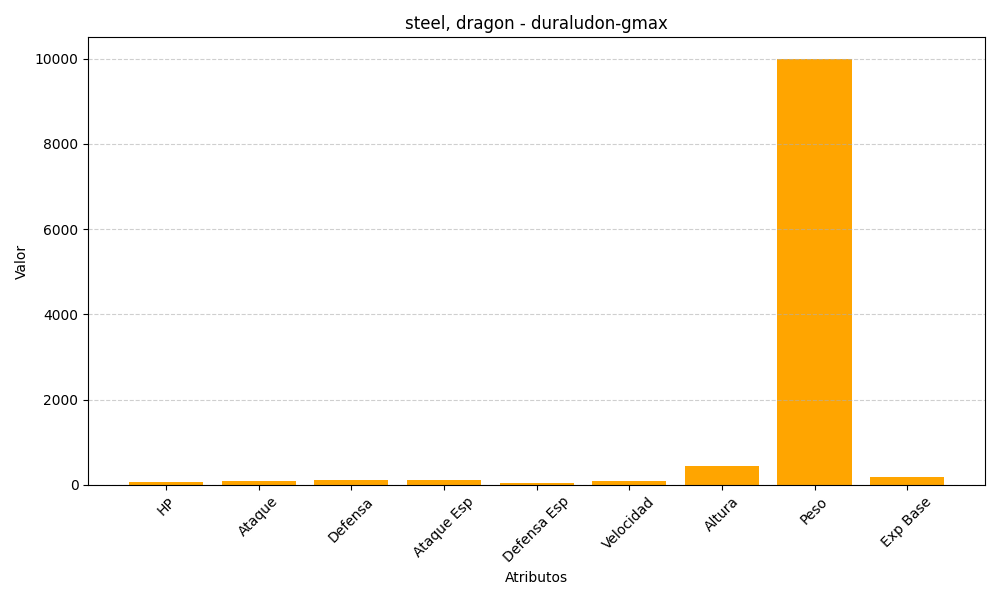 steel, dragon - duraludon-gmax
10000
8000
6000
4000
2000
0
Valor
HP
Ataque
Defensa
Ataque Esp
Defensa Esp
Velocidad
Altura
Peso
Exp Base
Atributos